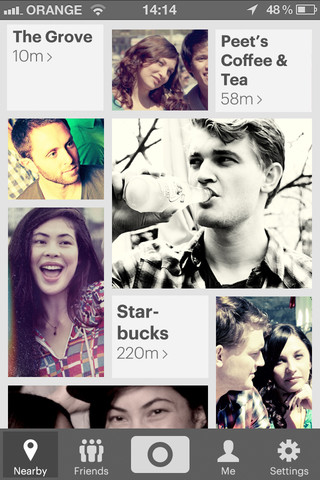 ORANGE 14:14 48%
The Grove
10m >
Peet's
Coffee &
Tea
58m >
Star-
bucks
220m >
Nearby Friends Me Settings